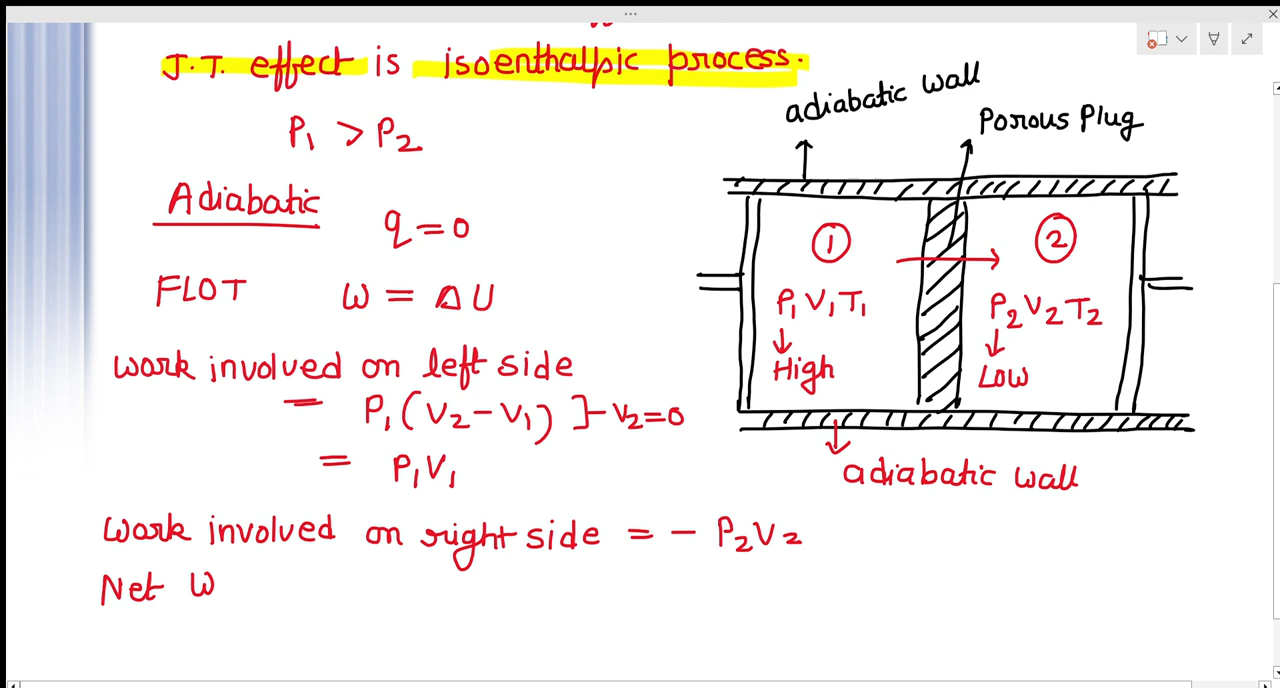 J.T. effect is isoenthalpic process.
P₁ > P₂
Adiabatic q = 0
FLOT W = ΔU
Work involved on left side
= P₁(V₂ - V₁) } - V₂=0
= P₁V₁
Work involved on right side = - P₂V₂
Net W
adiabatic wall
Porous Plug
1
2
P₁V₁T₁
High
P₂V₂T₂
Low
adiabatic wall